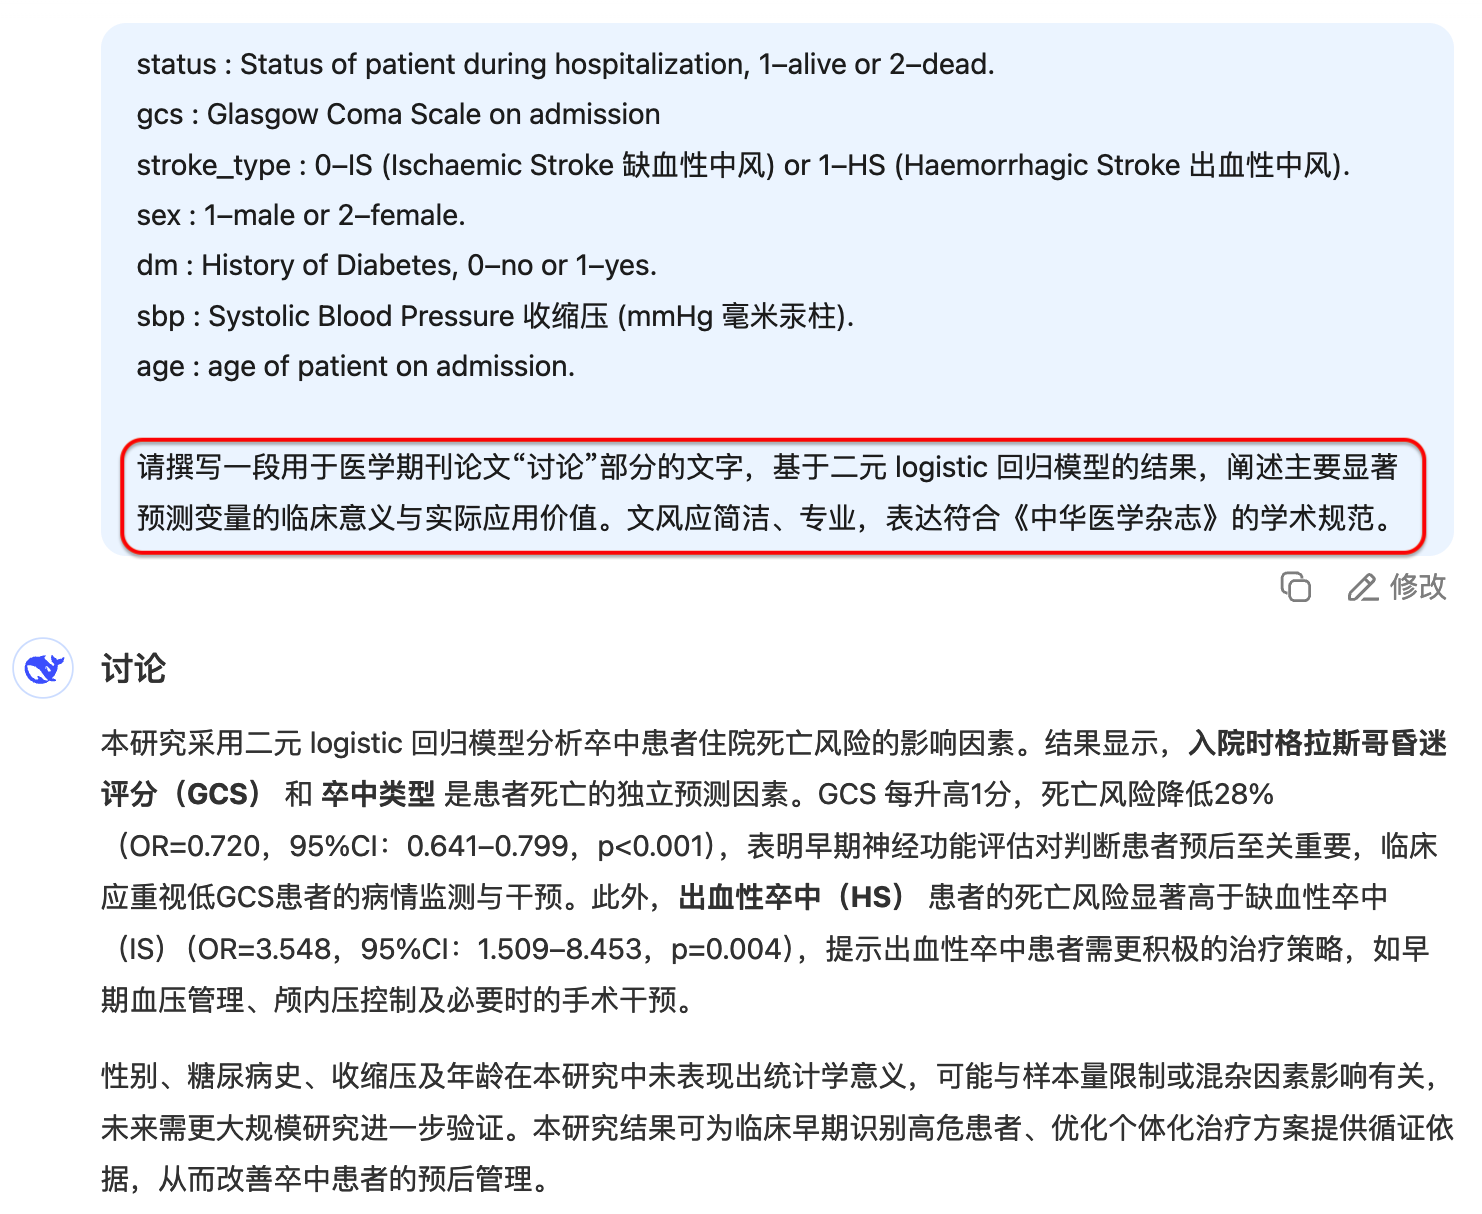 status : Status of patient during hospitalization, 1–alive or 2–dead.
gcs : Glasgow Coma Scale on admission
stroke_type : 0–IS (Ischaemic Stroke 缺血性中风) or 1–HS (Haemorrhagic Stroke 出血性中风).
sex : 1–male or 2–female.
dm : History of Diabetes, 0–no or 1–yes.
sbp : Systolic Blood Pressure 收缩压 (mmHg 毫米汞柱).
age : age of patient on admission.
请撰写一段用于医学期刊论文“讨论”部分的文字，基于二元 logistic 回归模型的结果，阐述主要显著
预测变量的临床意义与实际应用价值。文风应简洁、专业，表达符合《中华医学杂志》的学术规范。
修改
讨论
本研究采用二元 logistic 回归模型分析卒中患者住院死亡风险的影响因素。结果显示，入院时格拉斯哥昏迷
评分（GCS） 和 卒中类型 是患者死亡的独立预测因素。GCS 每升高1分，死亡风险降低28%
（OR=0.720，95%CI：0.641–0.799，p<0.001），表明早期神经功能评估对判断患者预后至关重要，临床
应重视低GCS患者的病情监测与干预。此外，出血性卒中（HS） 患者的死亡风险显著高于缺血性卒中
（IS）（OR=3.548，95%CI：1.509–8.453，p=0.004），提示出血性卒中患者需更积极的治疗策略，如早
期血压管理、颅内压控制及必要时的手术干预。
性别、糖尿病史、收缩压及年龄在本研究中未表现出统计学意义，可能与样本量限制或混杂因素影响有关，
未来需更大规模研究进一步验证。本研究结果可为临床早期识别高危患者、优化个体化治疗方案提供循证依
据，从而改善卒中患者的预后管理。